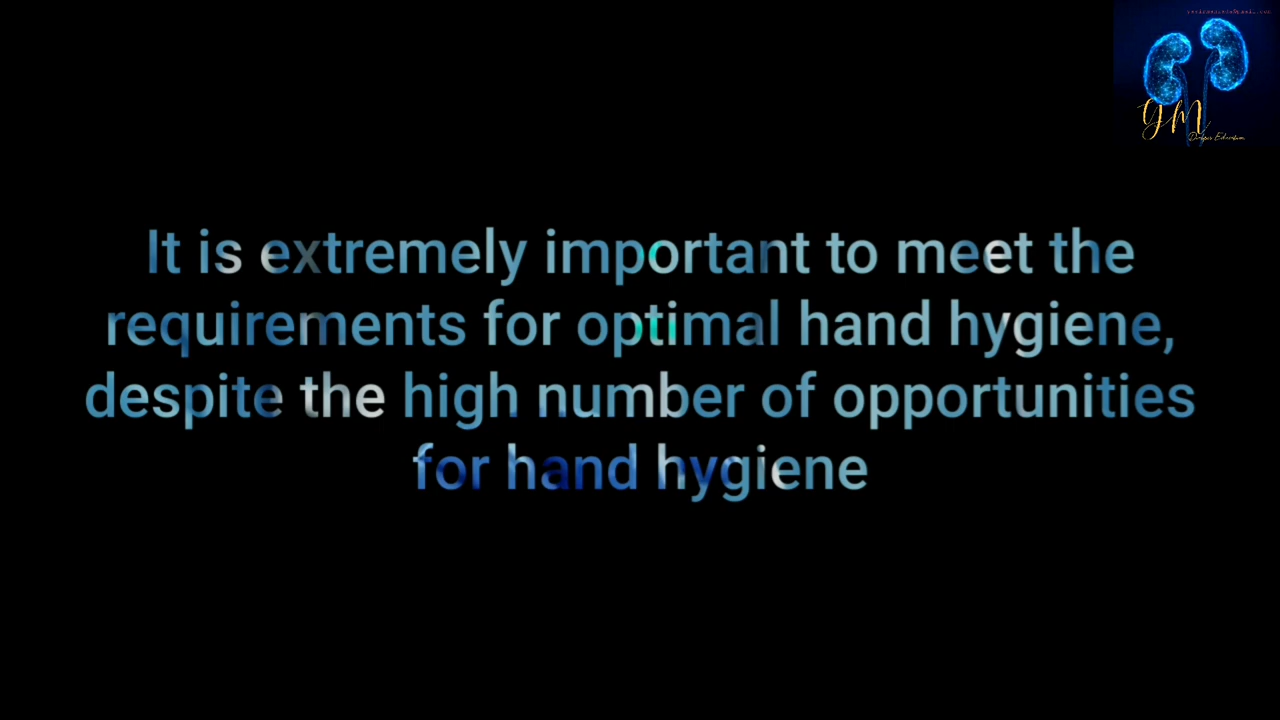 YM
It is extremely important to meet the
requirements for optimal hand hygiene,
despite the high number of opportunities
for hand hygiene